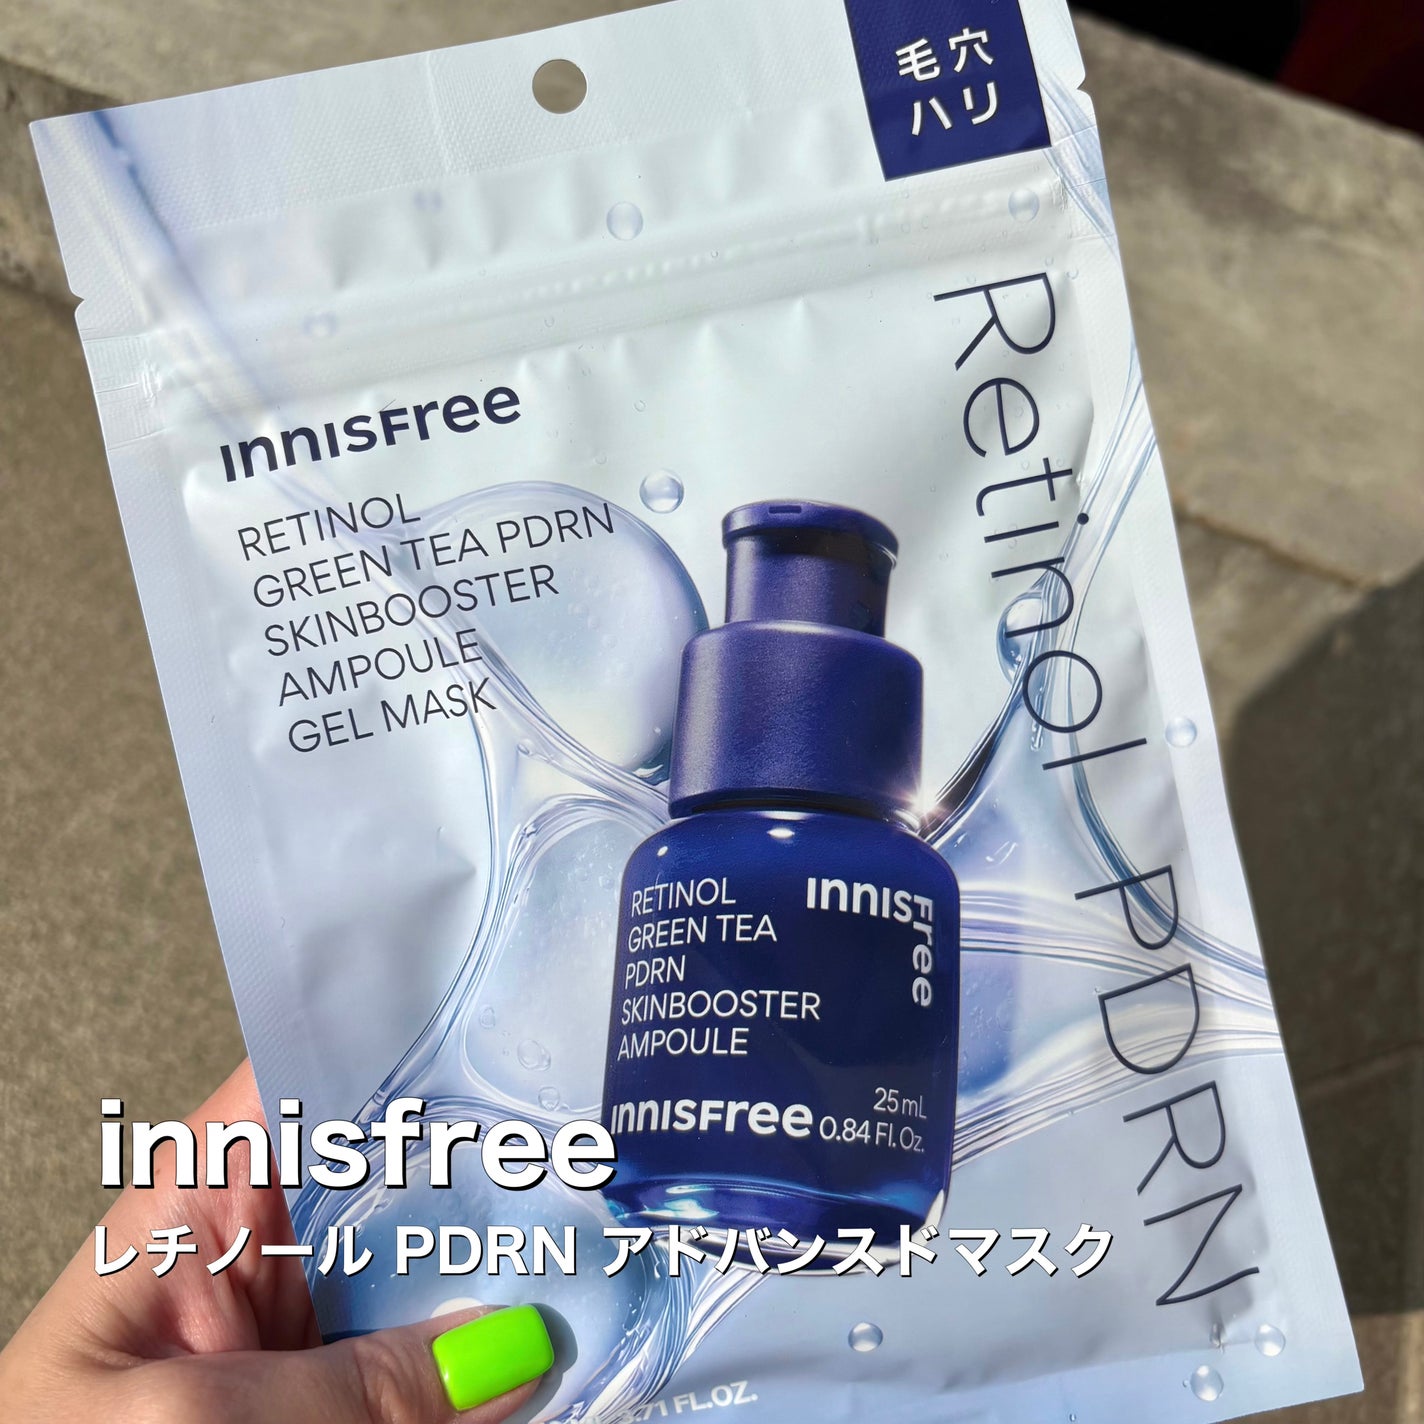 毛穴
ハリ
innisfree
RETINOL
GREEN TEA PDRN
SKINBOOSTER
AMPOULE
GEL MASK
Retinol PDRN
RETINOL
GREEN TEA
PDRN
SKINBOOSTER
AMPOULE
innisfree
25 mL
0.84 Fl. Oz.
innisfree
innisfree
レチノール PDRN アドバンスドマスク
FL.OZ.